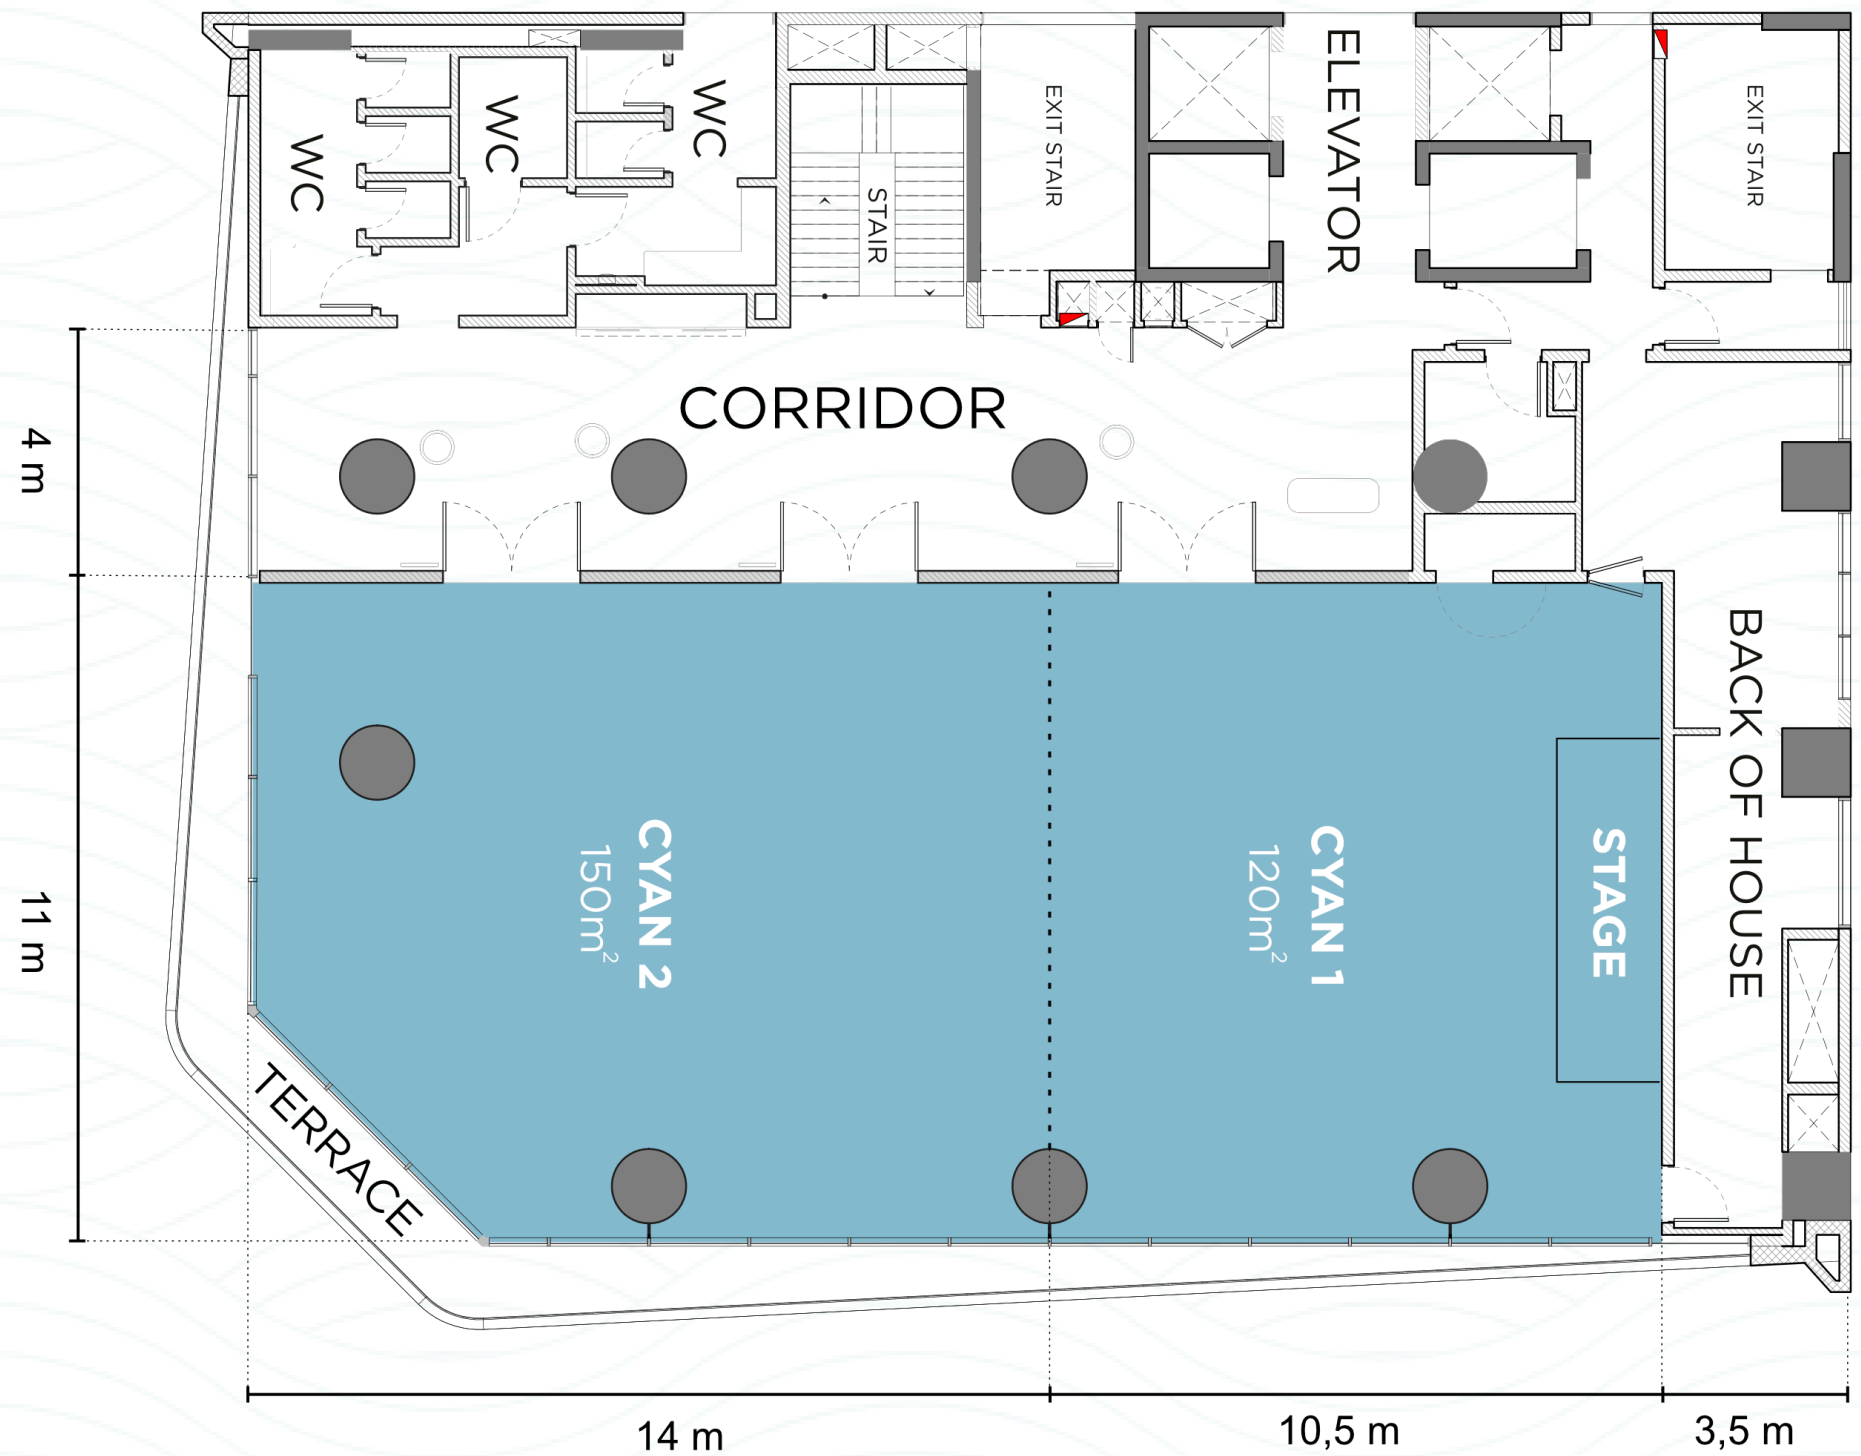 WC
WC
WC
STAIR
EXIT STAIR
ELEVATOR
EXIT STAIR
CORRIDOR
4 m
11 m
CYAN 2
150m²
CYAN 1
120m²
STAGE
BACK OF HOUSE
TERRACE
14 m
10,5 m
3,5 m